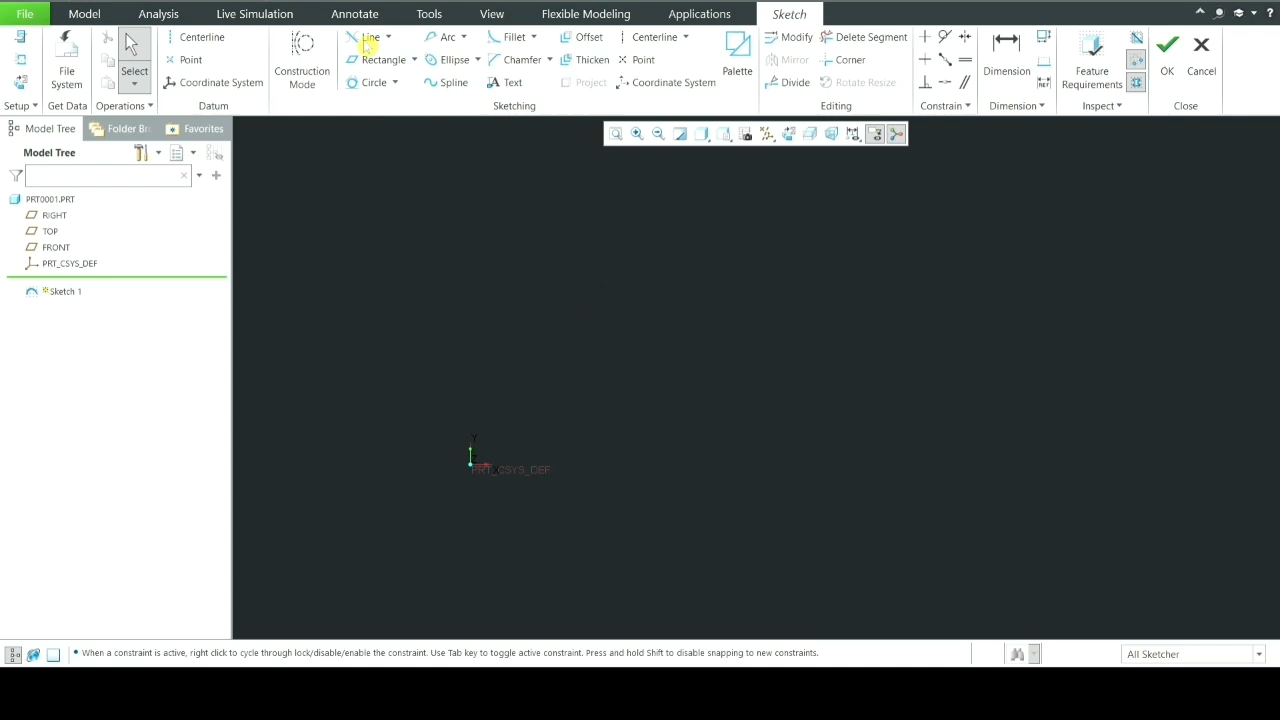 File Model Analysis Live Simulation Annotate Tools View Flexible Modeling Applications Sketch
Centerline Line Arc Fillet Offset Centerline Modify Delete Segment
Point Rectangle Ellipse Chamfer Thicken Point Mirror Corner
File System Select Construction Mode Palette Dimension Feature Requirements OK Cancel
Coordinate System Circle Spline Text Project Coordinate System Divide Rotate Resize
Setup Get Data Operations Datum Sketching Editing Constrain Dimension Inspect Close
Model Tree Folder Br Favorites
Model Tree
PRT0001.PRT
RIGHT
TOP
FRONT
PRT_CSYS_DEF
Sketch 1
Y
PRT_CSYS_DEF
When a constraint is active, right click to cycle through lock/disable/enable the constraint. Use Tab key to toggle active constraint. Press and hold Shift to disable snapping to new constraints.
All Sketcher